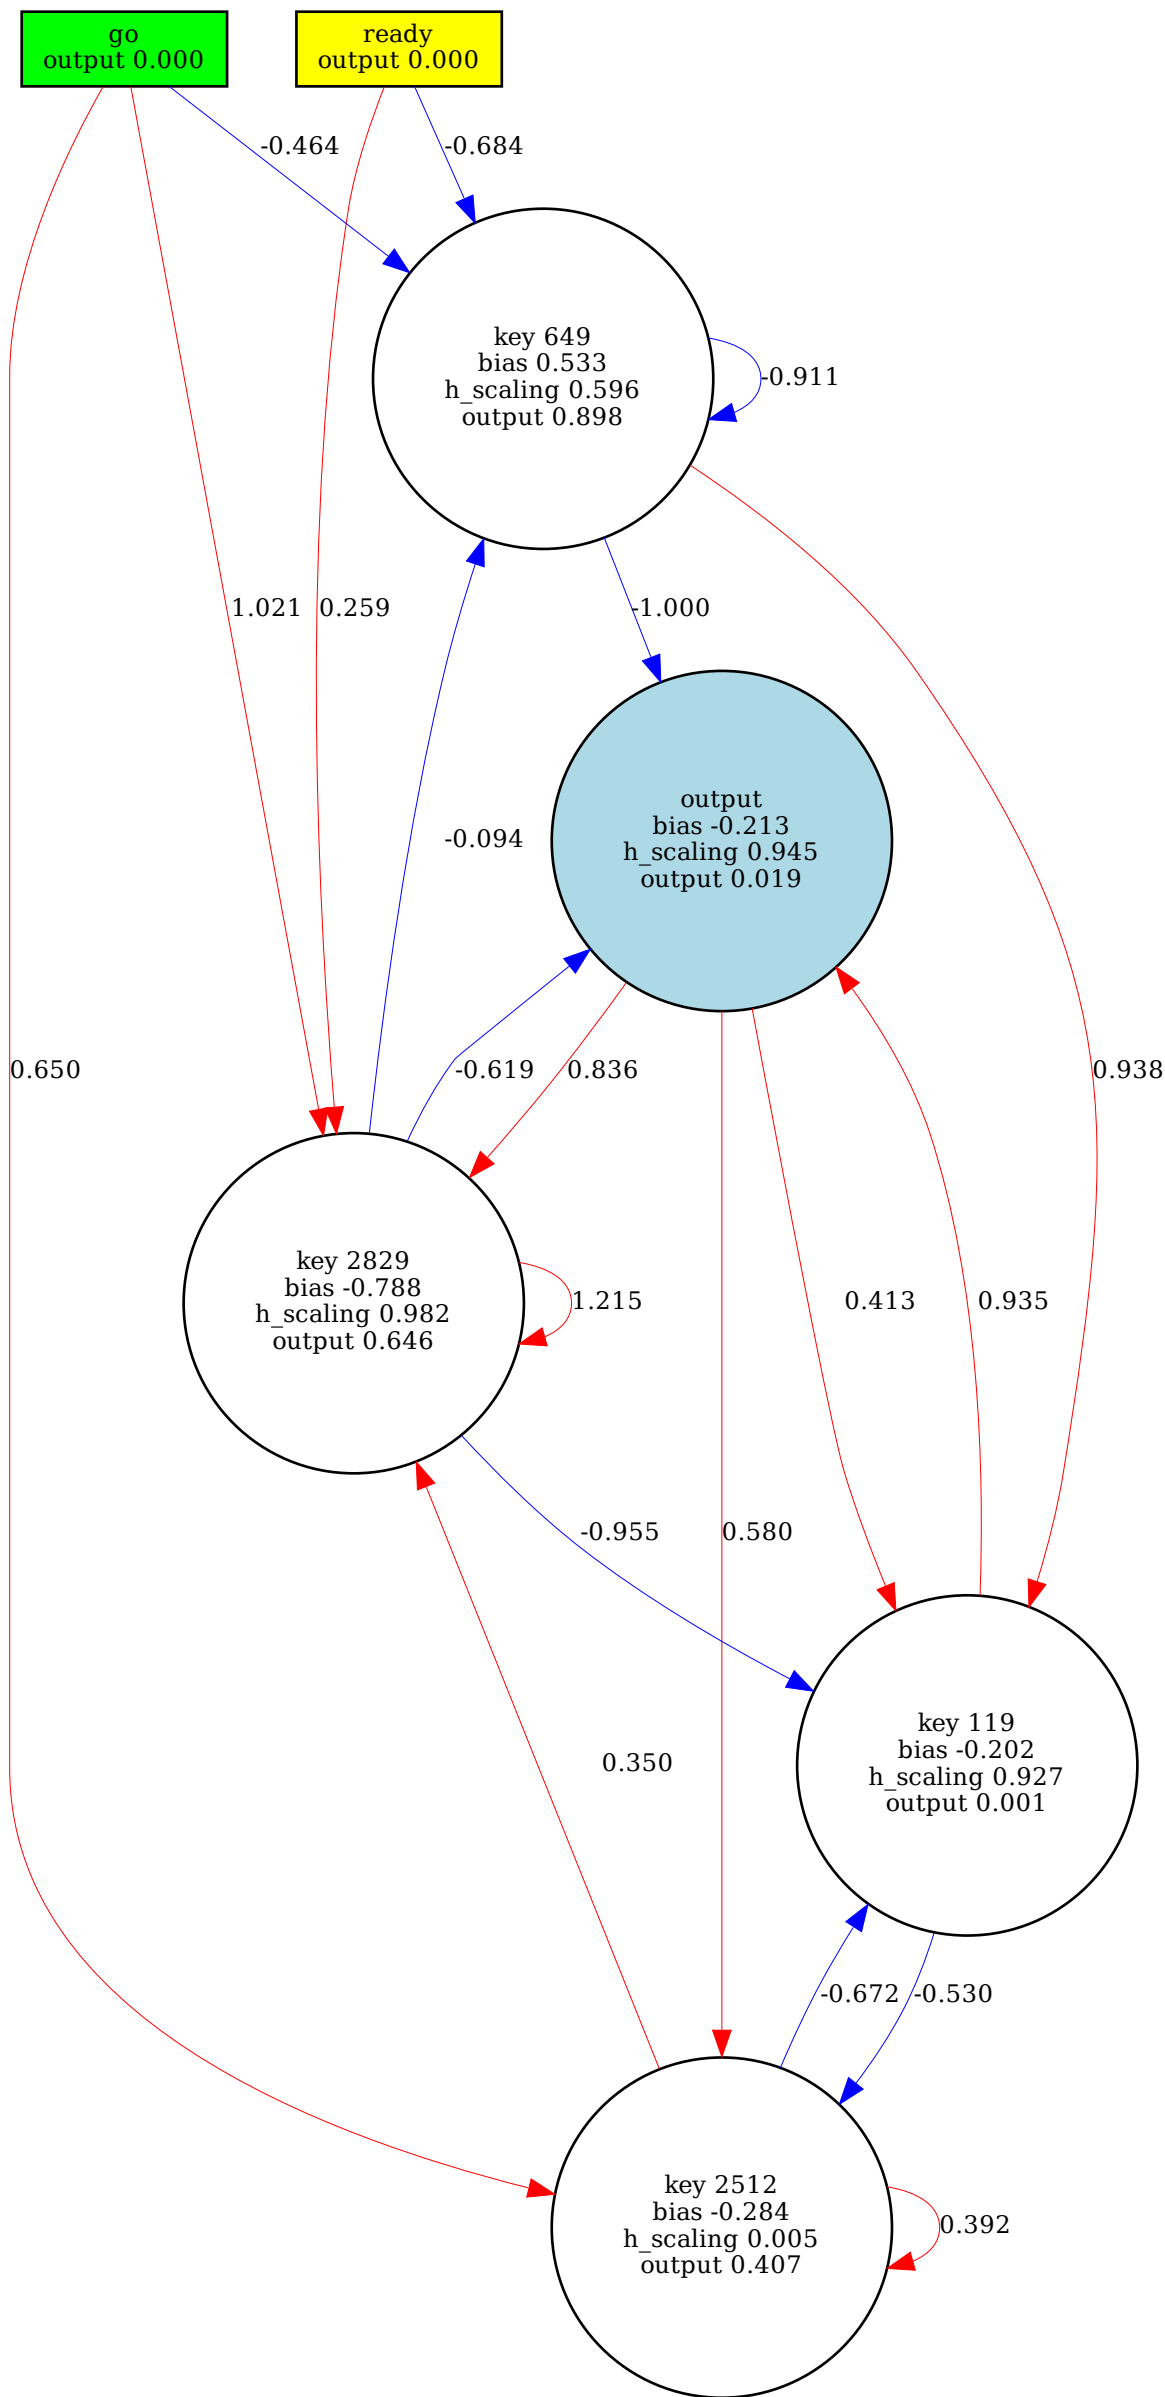 go
output 0.000
ready
output 0.000
-0.464
-0.684
key 649
bias 0.533
h_scaling 0.596
output 0.898
-0.911
1.021
0.259
-1.000
output
bias -0.213
h_scaling 0.945
output 0.019
-0.094
0.650
-0.619
0.836
0.938
key 2829
bias -0.788
h_scaling 0.982
output 0.646
1.215
0.413
0.935
-0.955
0.580
key 119
bias -0.202
h_scaling 0.927
output 0.001
0.350
-0.672
-0.530
key 2512
bias -0.284
h_scaling 0.005
output 0.407
0.392